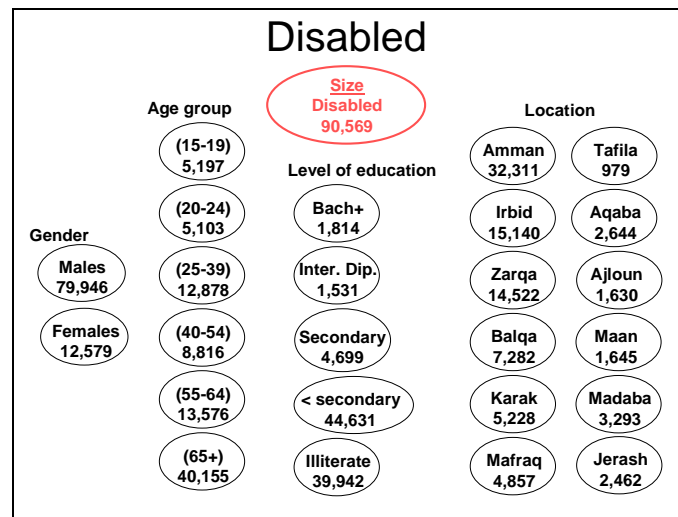 Disabled
Size
Disabled
90,569
Gender
Males
79,946
Females
12,579
Age group
(15-19)
5,197
(20-24)
5,103
(25-39)
12,878
(40-54)
8,816
(55-64)
13,576
(65+)
40,155
Level of education
Bach+
1,814
Inter. Dip.
1,531
Secondary
4,699
< secondary
44,631
Illiterate
39,942
Location
Amman
32,311
Tafila
979
Irbid
15,140
Aqaba
2,644
Zarqa
14,522
Ajloun
1,630
Balqa
7,282
Maan
1,645
Karak
5,228
Madaba
3,293
Mafraq
4,857
Jerash
2,462